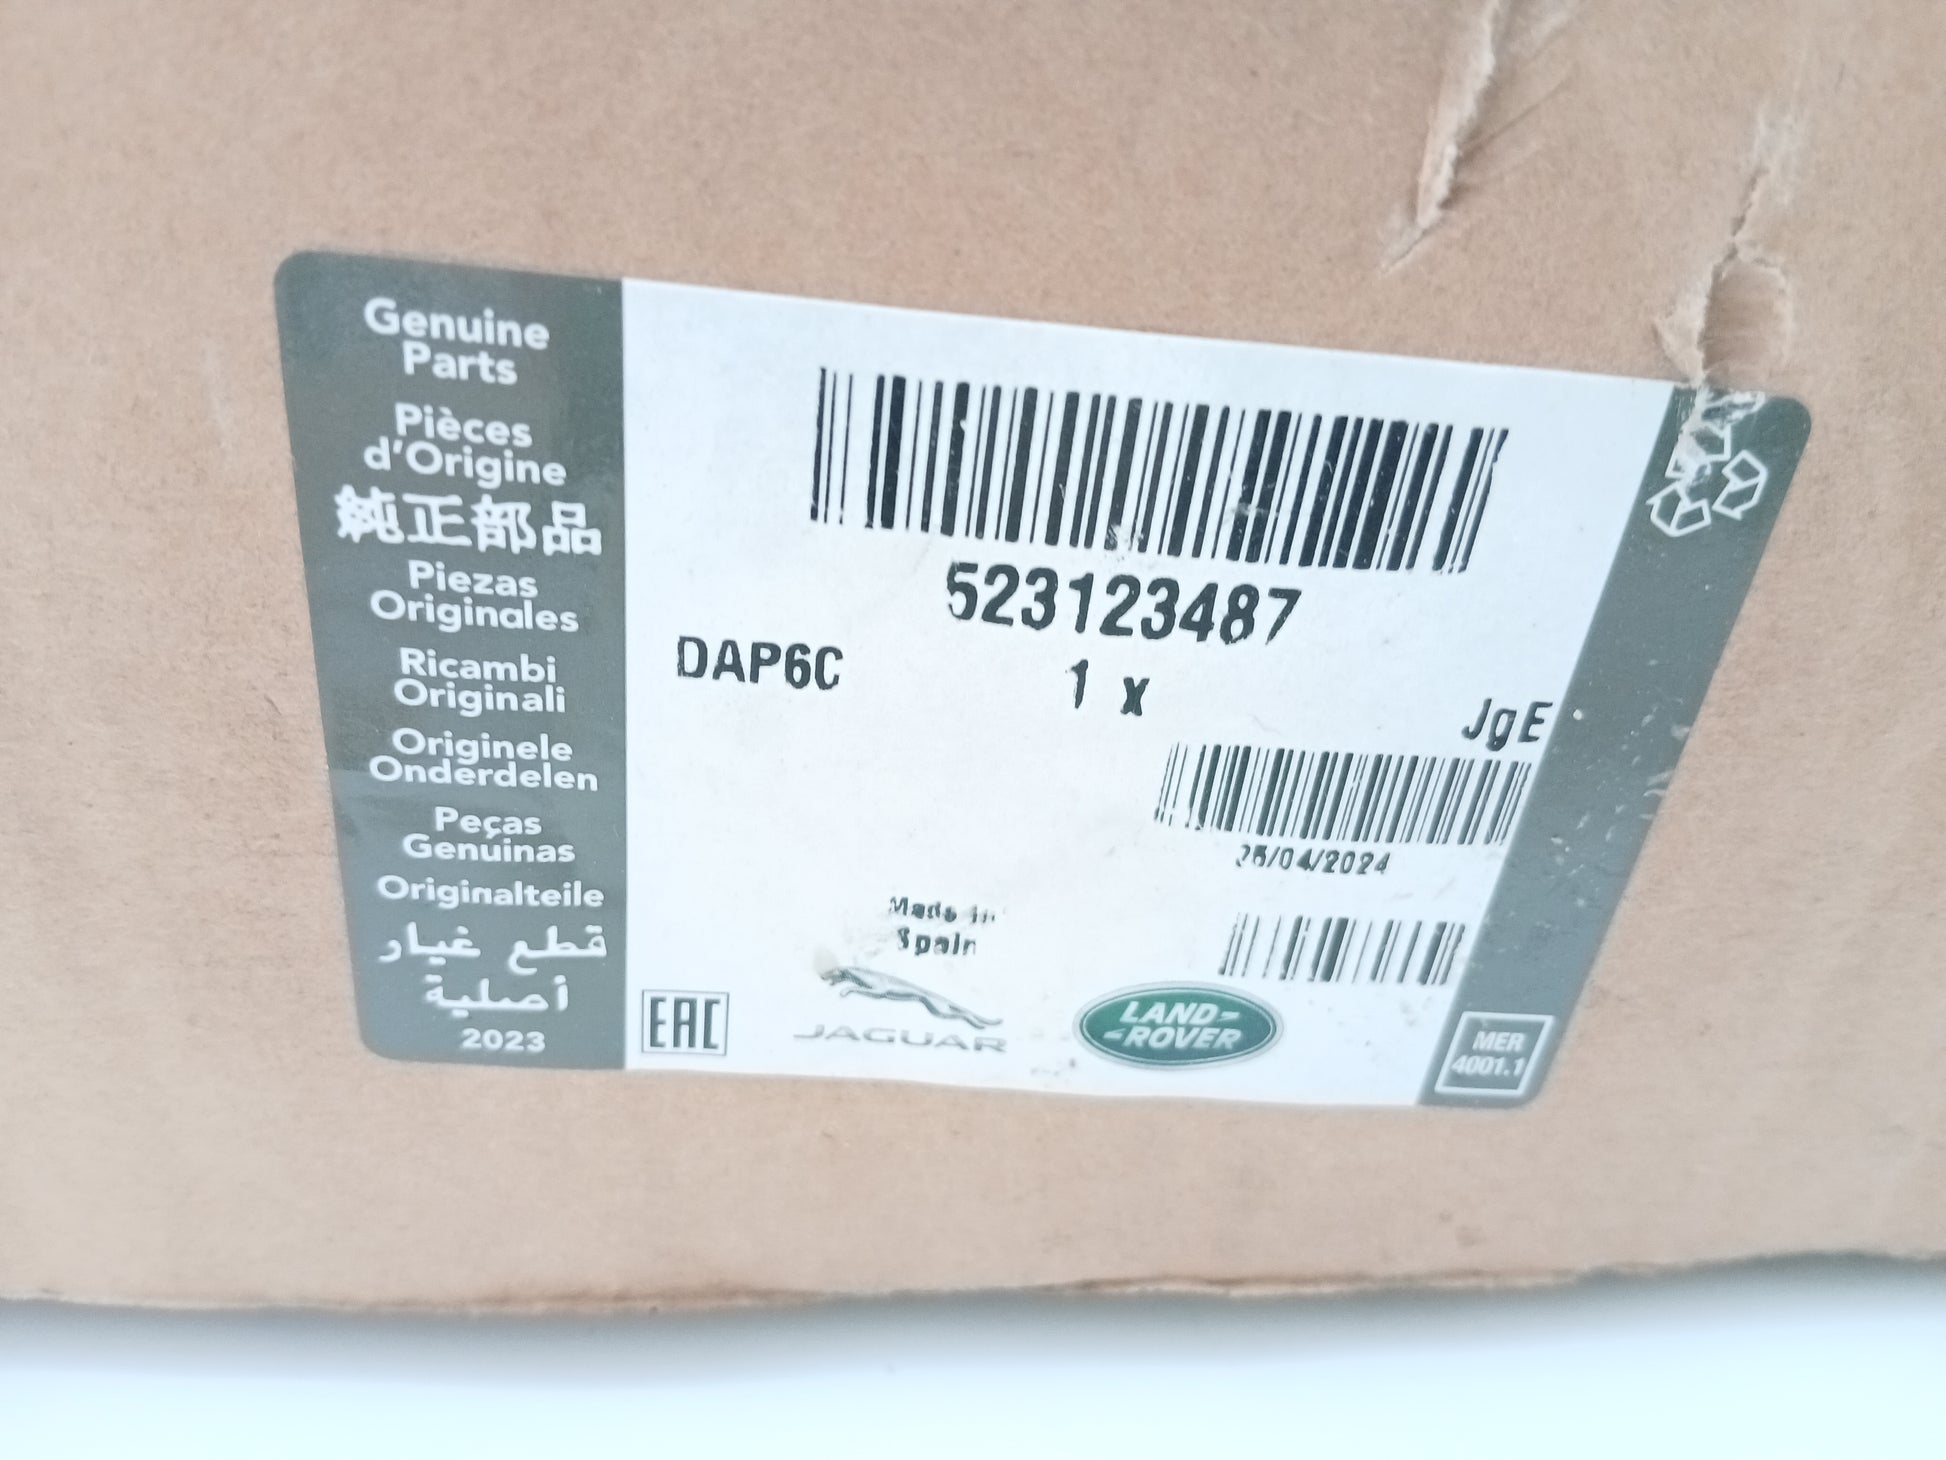 Genuine
Parts
Pièces
d'Origine
純正部品
Piezas
Originales
Ricambi
Originali
Originele
Onderdelen
Peças
Genuinas
Originalteile
قطع غيار
أصلية
2023
523123487
DAP6C
1 x
JgE
25/04/2024
Made in
Spain
EAC
JAGUAR
LAND-
-ROVER
MER
4001.1